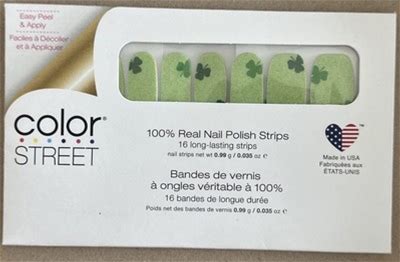 Easy Peel
& Apply
Faciles à Décoller
et à Appliquer
color®
STREET
100% Real Nail Polish Strips
16 long-lasting strips
nail strips net wt 0.99 g / 0.035 oz ℮
Bandes de vernis
à ongles véritable à 100%
16 bandes de longue durée
Poids net des bandes de vernis 0.99 g / 0.035 oz ℮
Made in USA
Fabriquées aux
ÉTATS-UNIS